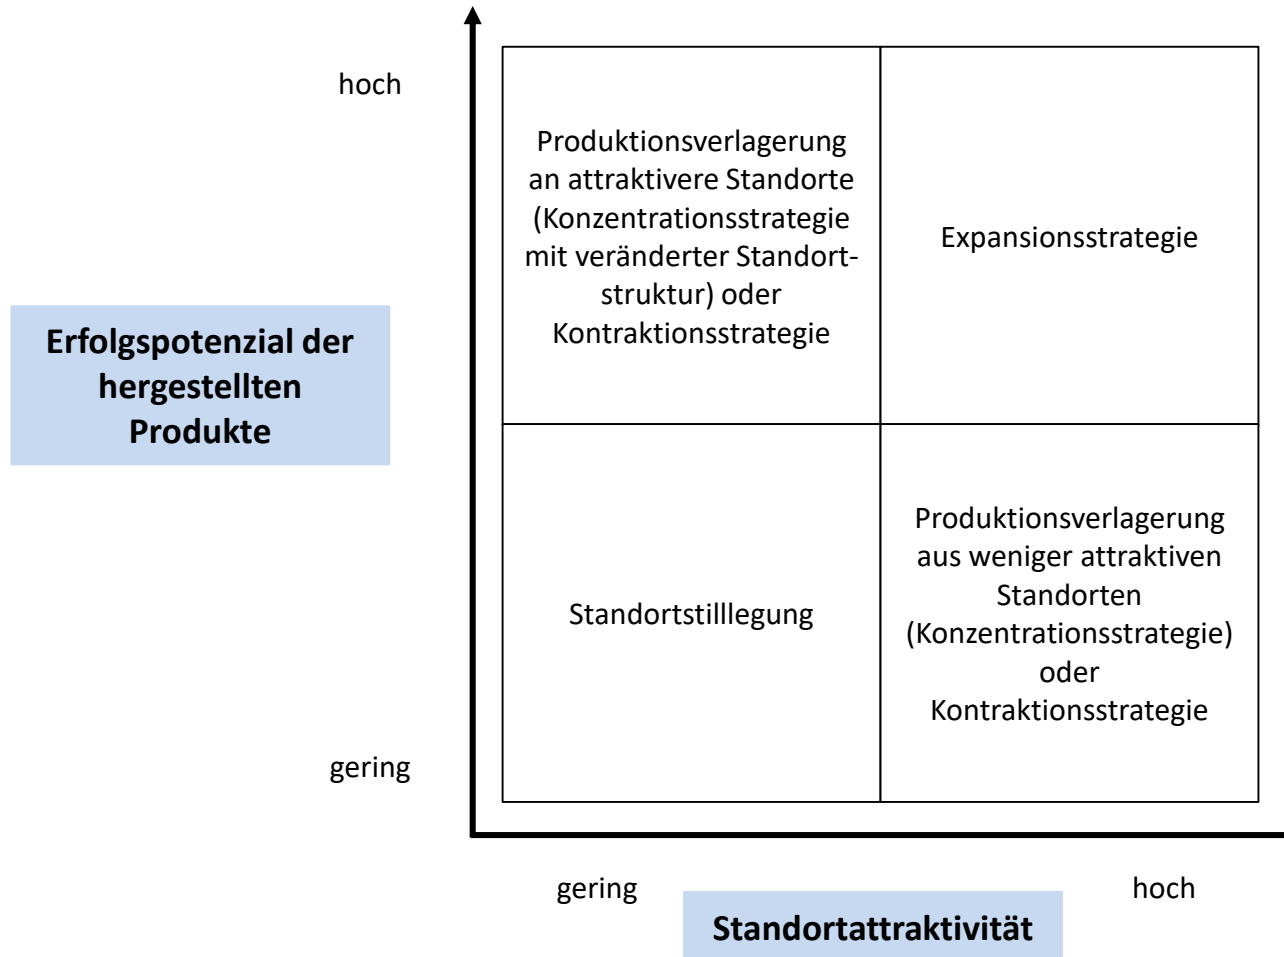 hoch
Produktionsverlagerung
an attraktivere Standorte
(Konzentrationsstrategie
mit veränderter Standort-
struktur) oder
Kontraktionsstrategie
Expansionsstrategie
Erfolgspotenzial der
hergestellten
Produkte
Standortstilllegung
Produktionsverlagerung
aus weniger attraktiven
Standorten
(Konzentrationsstrategie)
oder
Kontraktionsstrategie
gering
gering
hoch
Standortattraktivität